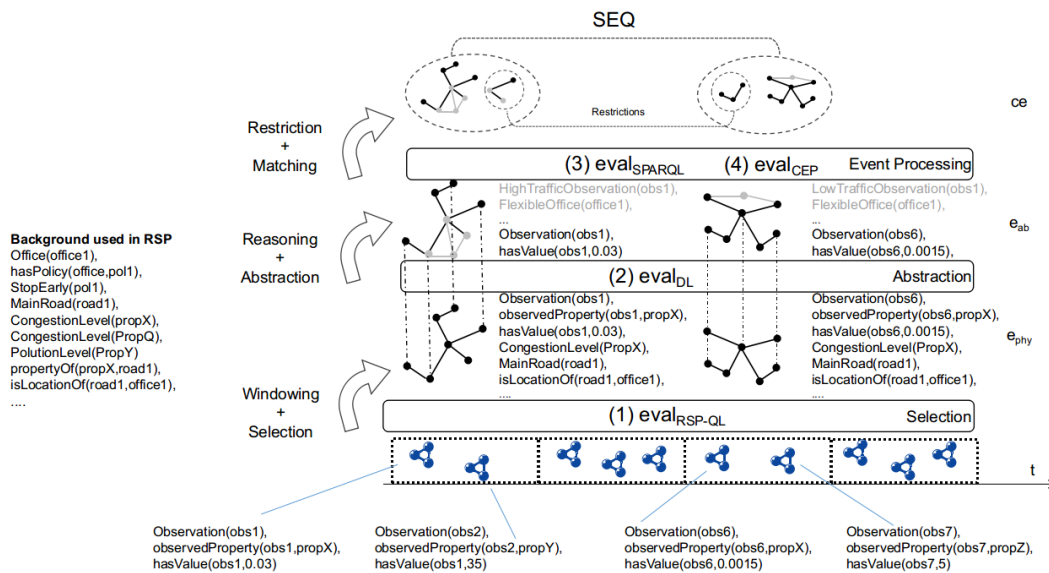 SEQ
Restrictions
ce
Restriction
+
Matching
(3) evalSPARQL
(4) evalCEP
Event Processing
HighTrafficObservation(obs1),
FlexibleOffice(office1),
...
Observation(obs1),
hasValue(obs1,0.03)
LowTrafficObservation(obs1),
FlexibleOffice(office1),
...
Observation(obs6),
hasValue(obs6,0.0015),
eab
Reasoning
+
Abstraction
(2) evalDL
Abstraction
Background used in RSP
Office(office1),
hasPolicy(office,pol1),
StopEarly(pol1),
MainRoad(road1),
CongestionLevel(propX),
CongestionLevel(PropQ),
PolutionLevel(PropY)
propertyOf(propX,road1),
isLocationOf(road1,office1),
....
Observation(obs1),
observedProperty(obs1,propX),
hasValue(obs1,0.03),
CongestionLevel(PropX),
MainRoad(road1),
isLocationOf(road1,office1),
....
Observation(obs6),
observedProperty(obs6,propX),
hasValue(obs6,0.0015),
CongestionLevel(PropX),
MainRoad(road1),
isLocationOf(road1,office1),
....
ephy
Windowing
+
Selection
(1) evalRSP-QL
Selection
t
Observation(obs1),
observedProperty(obs1,propX),
hasValue(obs1,0.03)
Observation(obs2),
observedProperty(obs2,propY),
hasValue(obs1,35)
Observation(obs6),
observedProperty(obs6,propX),
hasValue(obs6,0.0015)
Observation(obs7),
observedProperty(obs7,propZ),
hasValue(obs7,5)